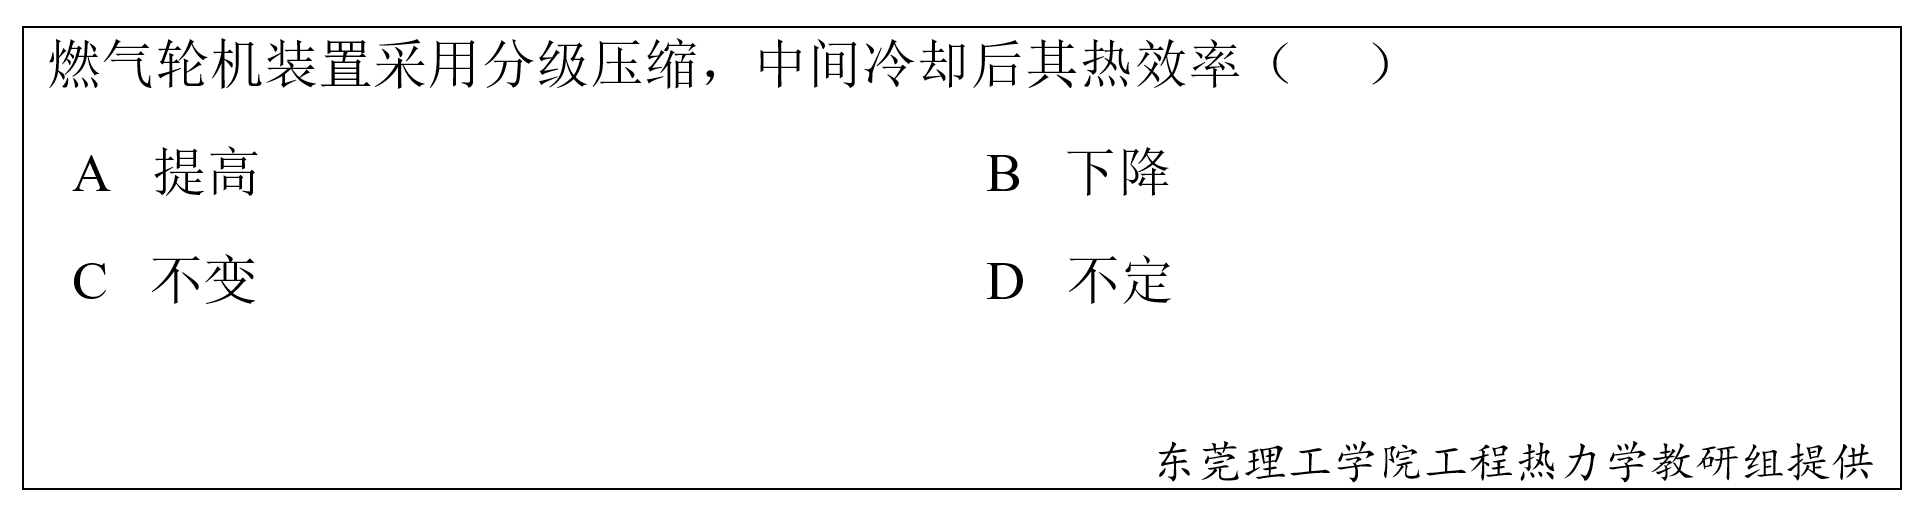 燃气轮机装置采用分级压缩，中间冷却后其热效率（  ）
A 提高 B 下降
C 不变 D 不定
东莞理工学院工程热力学教研组提供